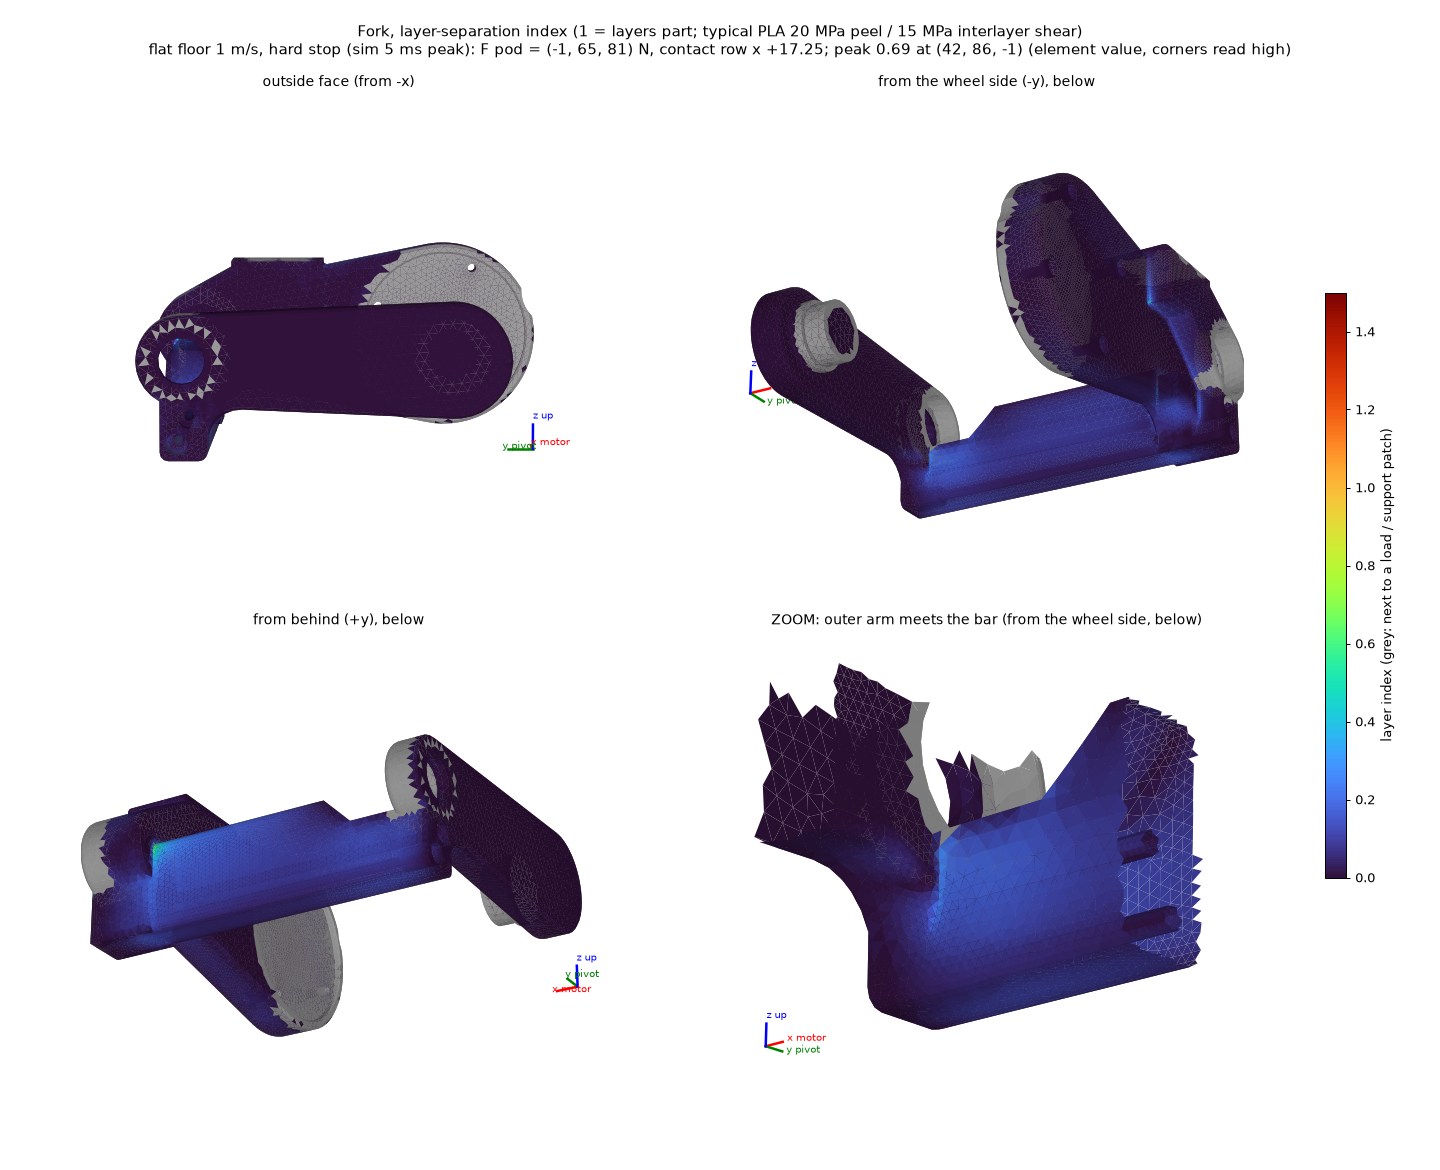 Fork, layer-separation index (1 = layers part; typical PLA 20 MPa peel / 15 MPa interlayer shear)
flat floor 1 m/s, hard stop (sim 5 ms peak): F pod = (-1, 65, 81) N, contact row x +17.25; peak 0.69 at (42, 86, -1) (element value, corners read high)
outside face (from -x)
from the wheel side (-y), below
z up
y pivot
x motor
z
y pivo
from behind (+y), below
ZOOM: outer arm meets the bar (from the wheel side, below)
z up
y pivot
x motor
z up
x motor
y pivot
1.4
1.2
1.0
0.8
0.6
0.4
0.2
0.0
layer index (grey: next to a load / support patch)